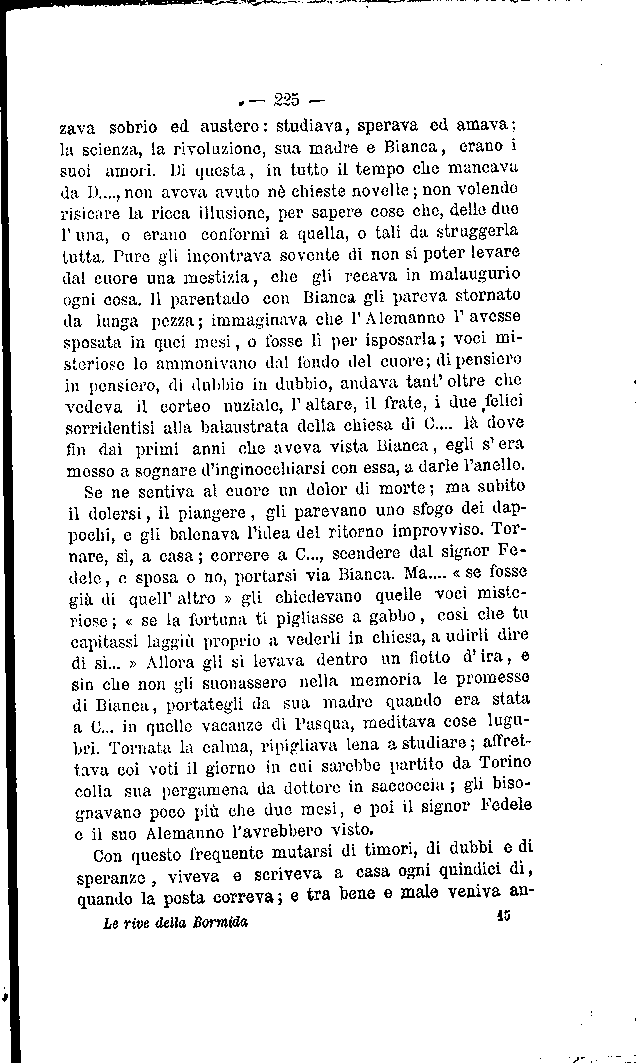 — 225 —
zava sobrio ed austero: studiava, sperava ed amava;
la scienza, la rivoluzione, sua madre e Bianca, erano i
suoi amori. Di questa, in tutto il tempo che mancava
da D...., non aveva avuto nè chieste novelle; non volendo
risicare la ricca illusione, per sapere cose che, delle due
l'una, o erano conformi a quella, o tali da struggerla
tutta. Pure gli incontrava sovente di non si poter levare
dal cuore una mestizia, che gli recava in malaugurio
ogni cosa. Il parentado con Bianca gli pareva stornato
da lunga pezza; immaginava che l'Alemanno l'avesse
sposata in quei mesi, o fosse lì per isposarla; voci mi-
steriose lo ammonivano dal fondo del cuore; di pensiero
in pensiero, di dubbio in dubbio, andava tant'oltre che
vedeva il corteo nuziale, l'altare, il frate, i due felici
sorridentisi alla balaustrata della chiesa di C.... là dove
fin dai primi anni che aveva vista Bianca, egli s'era
mosso a sognare d'inginocchiarsi con essa, a darle l'anello.
Se ne sentiva al cuore un dolor di morte; ma subito
il dolersi, il piangere, gli parevano uno sfogo dei dap-
pochi, e gli balenava l'idea del ritorno improvviso. Tor-
nare, sì, a casa; correre a C..., scendere dal signor Fe-
dele, e sposa o no, portarsi via Bianca. Ma.... « se fosse
già di quell'altro » gli chiedevano quelle voci miste-
riose; « se la fortuna ti pigliasse a gabbo, così che tu
capitassi laggiù proprio a vederli in chiesa, a udirli dire
di sì... » Allora gli si levava dentro un fiotto d'ira, e
sin che non gli suonassero nella memoria le promesse
di Bianca, portategli da sua madre quando era stata
a C... in quelle vacanze di Pasqua, meditava cose lugu-
bri. Tornata la calma, ripigliava lena a studiare; affret-
tava coi voti il giorno in cui sarebbe partito da Torino
colla sua pergamena da dottore in saccoccia; gli biso-
gnavano poco più che due mesi, e poi il signor Fedele
e il suo Alemanno l'avrebbero visto.
Con questo frequente mutarsi di timori, di dubbi e di
speranze, viveva e scriveva a casa ogni quindici dì,
quando la posta correva; e tra bene e male veniva an-
Le rive della Bormida 15